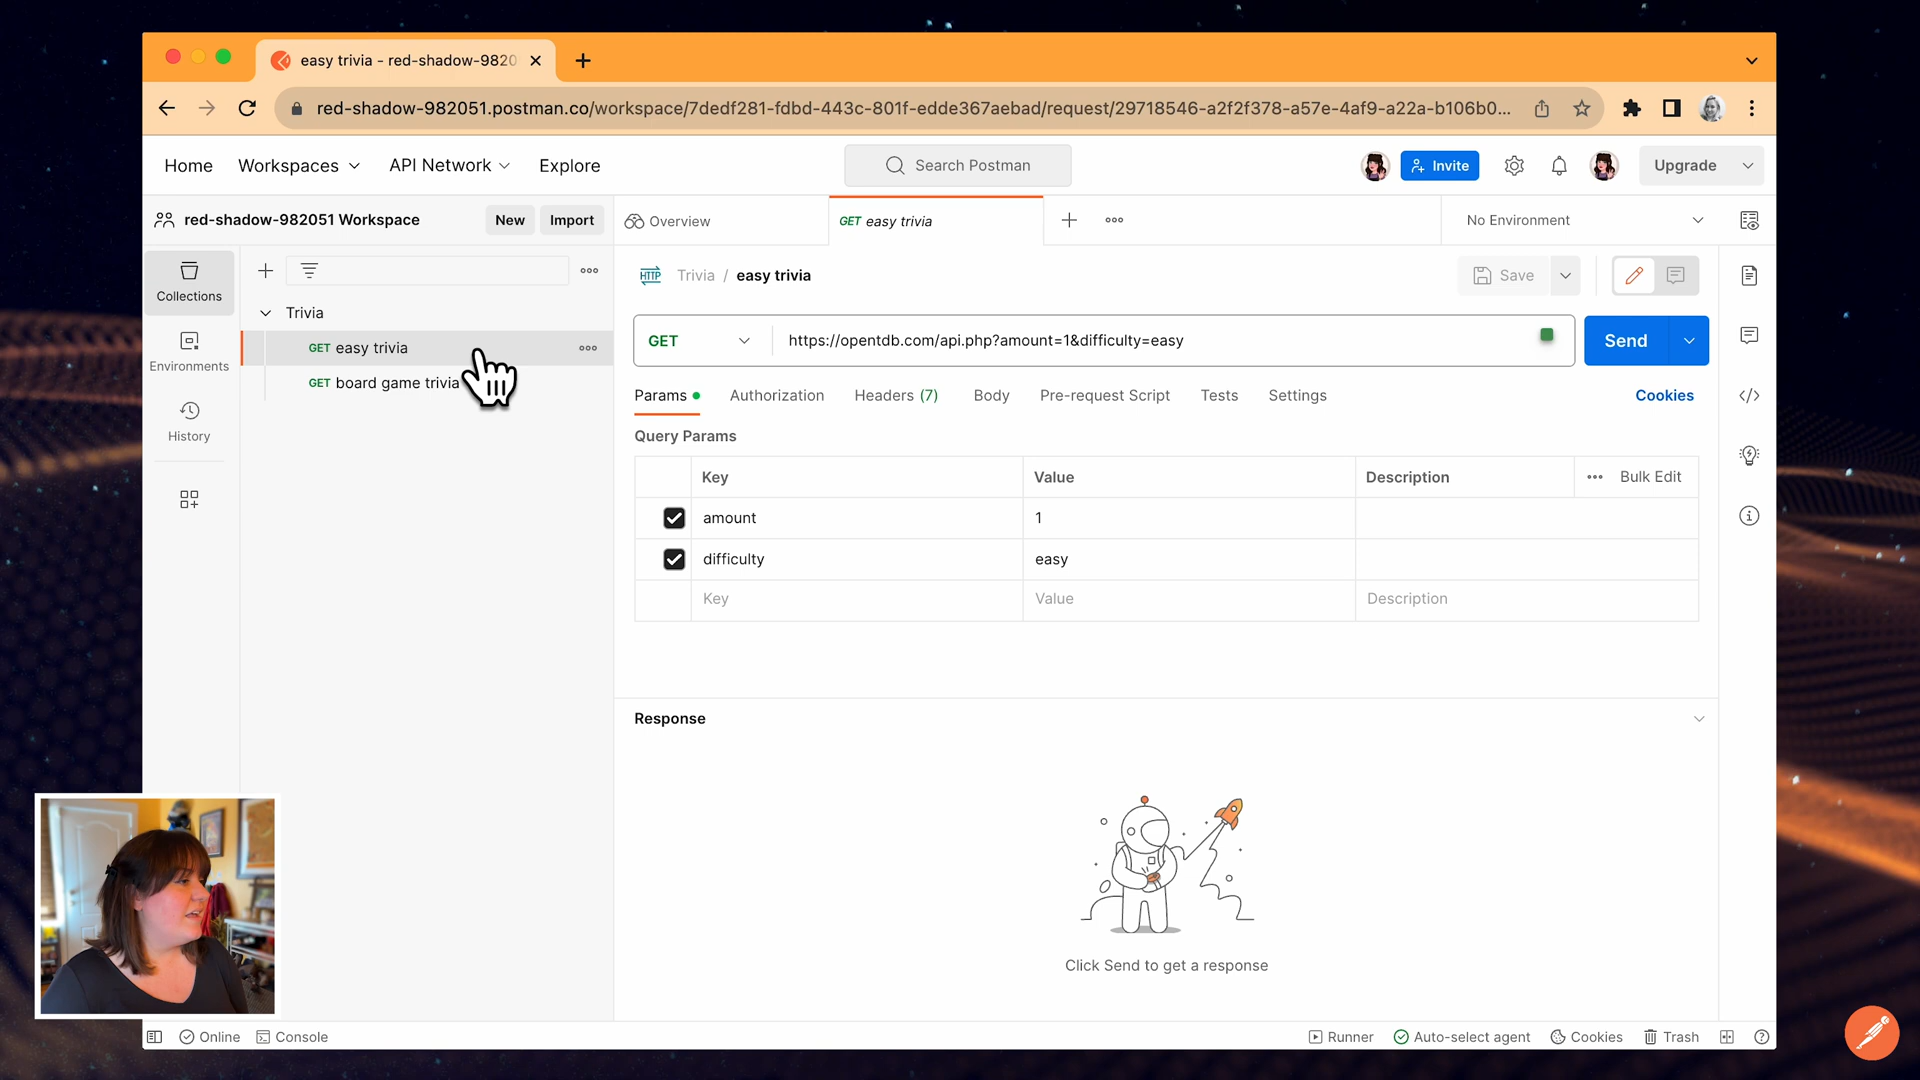 easy trivia - red-shadow-9820
red-shadow-982051.postman.co/workspace/7dedf281-fdbd-443c-801f-edde367aebad/request/29718546-a2f2f378-a57e-4af9-a22a-b106b0...
Home Workspaces API Network Explore Search Postman Invite Upgrade
red-shadow-982051 Workspace New Import Overview GET easy trivia No Environment
Collections
Environments
History
Trivia
GET easy trivia
GET board game trivia
HTTP Trivia / easy trivia Save
GET https://opentdb.com/api.php?amount=1&difficulty=easy Send
Params Authorization Headers (7) Body Pre-request Script Tests Settings Cookies
Query Params
Key Value Description Bulk Edit
amount 1
difficulty easy
Key Value Description
Response
Click Send to get a response
Online Console Runner Auto-select agent Cookies Trash